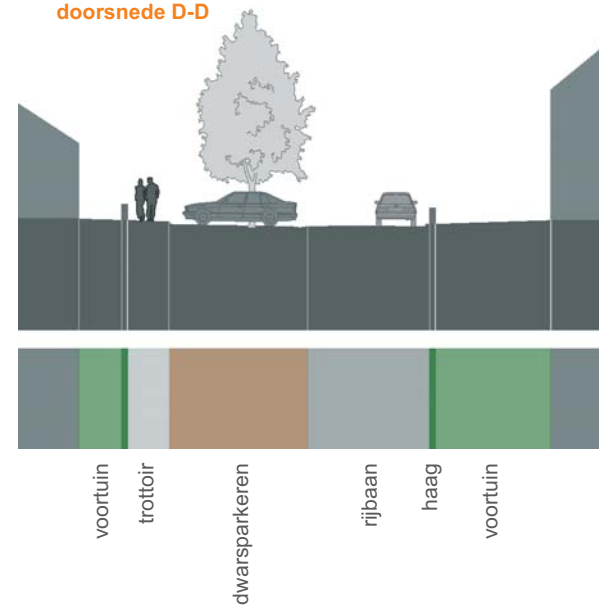 doorsnede D-D
voortuin
trottoir
dwarsparkeren
rijbaan
haag
voortuin